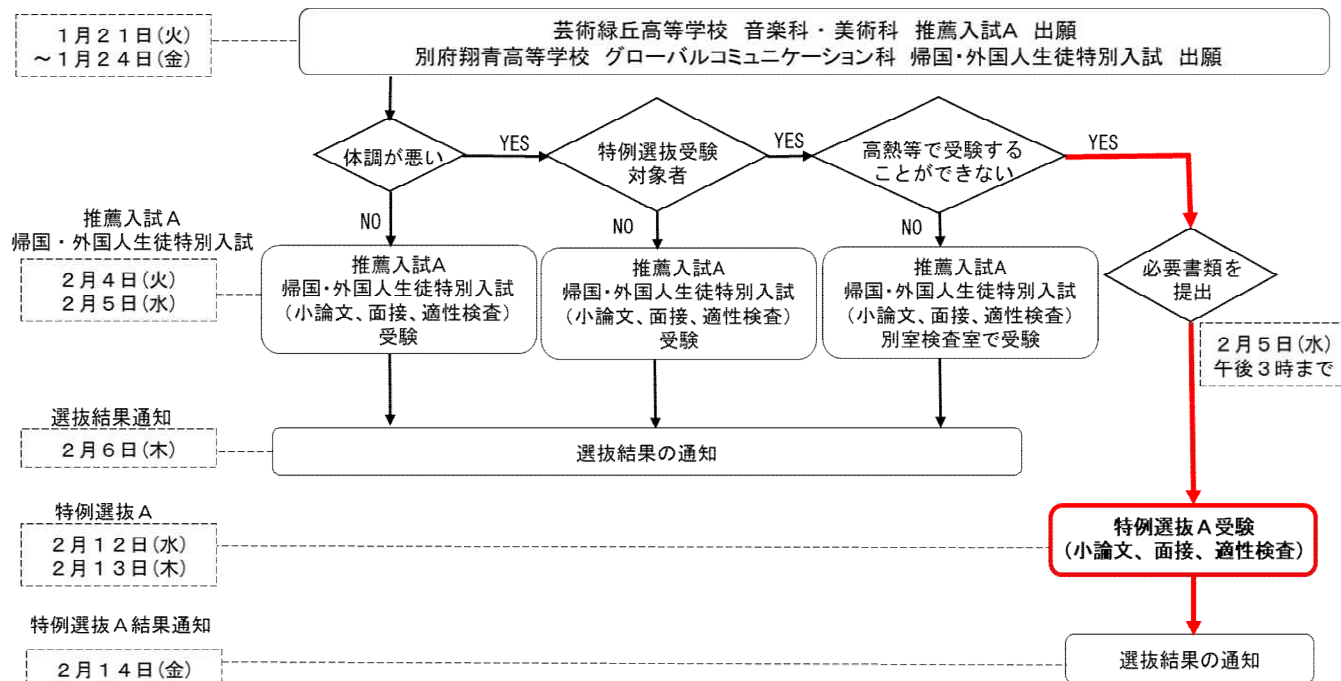 １月２１日(火)
～１月２４日(金)
芸術緑丘高等学校 音楽科・美術科 推薦入試A 出願
別府翔青高等学校 グローバルコミュニケーション科 帰国・外国人生徒特別入試 出願
体調が悪い
YES
特例選抜受験
対象者
YES
高熱等で受験する
ことができない
YES
NO
NO
NO
推薦入試Ａ
帰国・外国人生徒特別入試
２月４日(火)
２月５日(水)
推薦入試A
帰国・外国人生徒特別入試
(小論文、面接、適性検査)
受験
推薦入試A
帰国・外国人生徒特別入試
(小論文、面接、適性検査)
受験
推薦入試A
帰国・外国人生徒特別入試
(小論文、面接、適性検査)
別室検査室で受験
必要書類を
提出
２月５日(水)
午後３時まで
選抜結果通知
２月６日(木)
選抜結果の通知
特例選抜Ａ
２月１２日(水)
２月１３日(木)
特例選抜Ａ受験
(小論文、面接、適性検査)
特例選抜Ａ結果通知
２月１４日(金)
選抜結果の通知